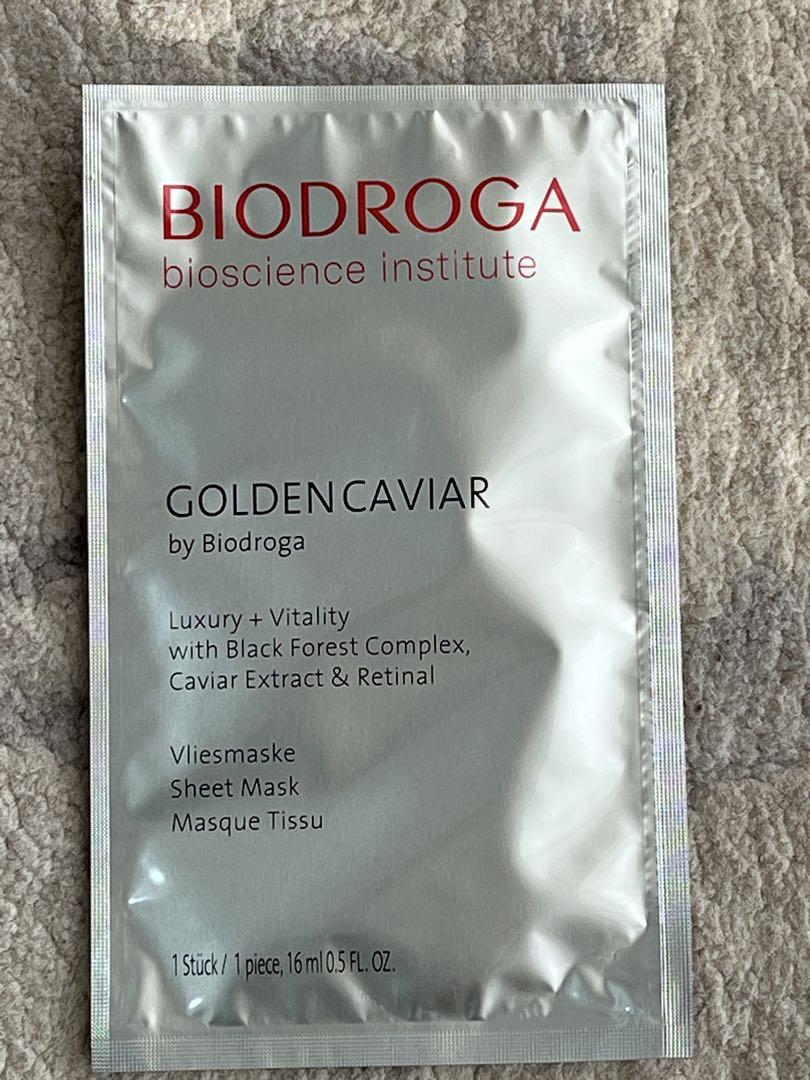 BIODROGA
bioscience institute
GOLDEN CAVIAR
by Biodroga
Luxury + Vitality
with Black Forest Complex,
Caviar Extract & Retinal
Vliesmaske
Sheet Mask
Masque Tissu
1 Stück / 1 piece, 16 ml 0.5 FL. OZ.